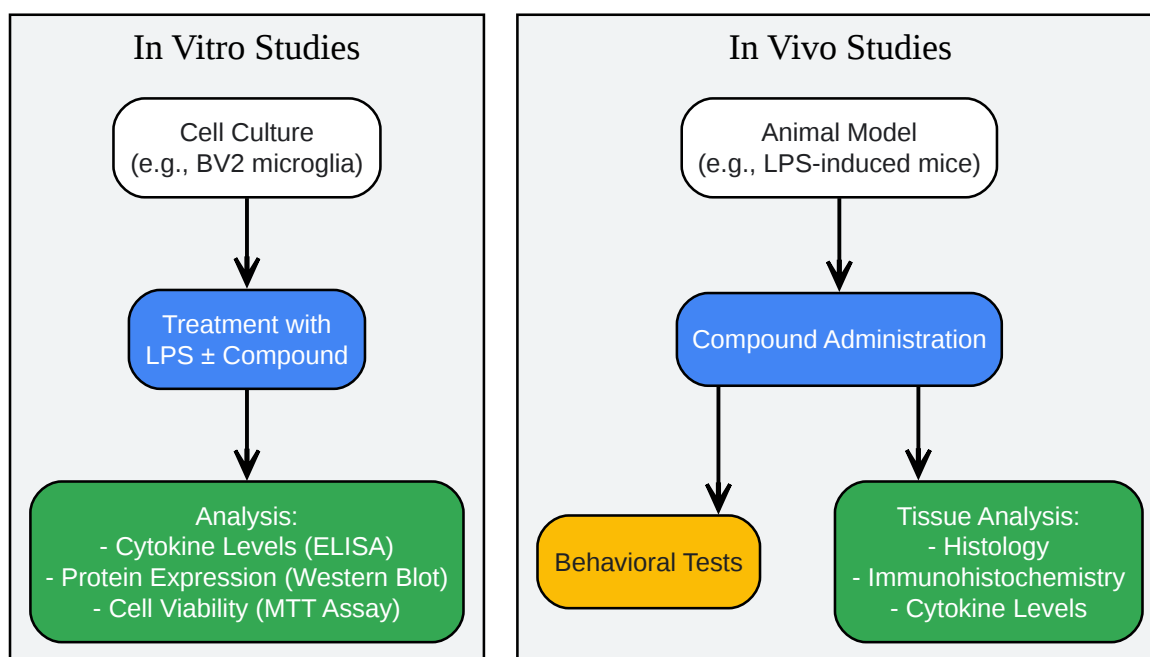 In Vitro Studies
Cell Culture
(e.g., BV2 microglia)
Treatment with
LPS ± Compound
Analysis:
- Cytokine Levels (ELISA)
- Protein Expression (Western Blot)
- Cell Viability (MTT Assay)
In Vivo Studies
Animal Model
(e.g., LPS-induced mice)
Compound Administration
Behavioral Tests
Tissue Analysis:
- Histology
- Immunohistochemistry
- Cytokine Levels